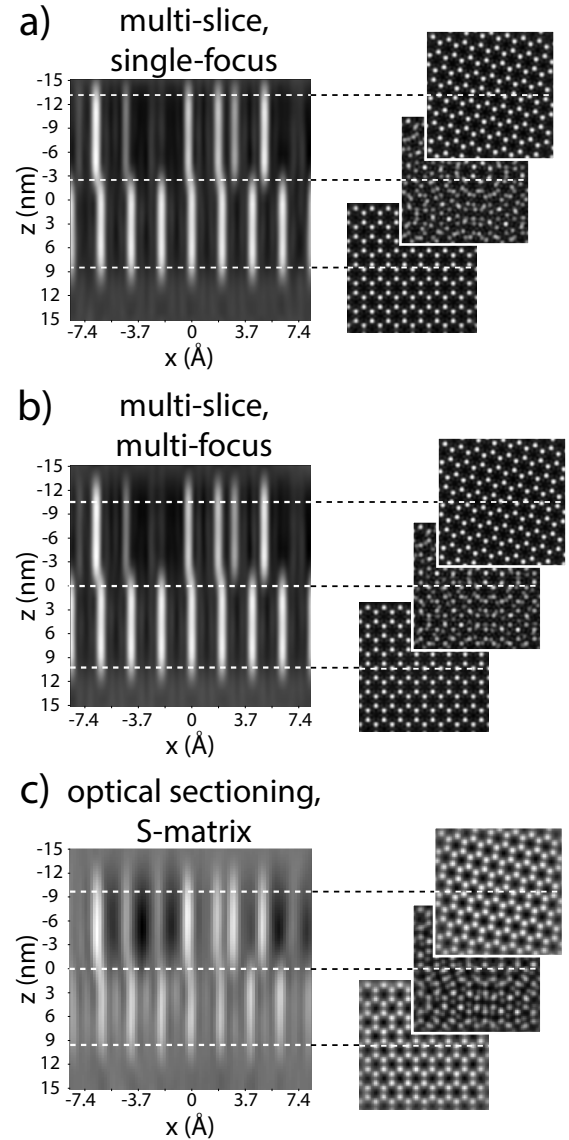 a) multi-slice,
single-focus
-15
-12
-9
-6
-3
0
3
6
9
12
15
z (nm)
-7.4 -3.7 0 3.7 7.4
x (Å)
b) multi-slice,
multi-focus
-15
-12
-9
-6
-3
0
3
6
9
12
15
z (nm)
-7.4 -3.7 0 3.7 7.4
x (Å)
c) optical sectioning,
S-matrix
-15
-12
-9
-6
-3
0
3
6
9
12
15
z (nm)
-7.4 -3.7 0 3.7 7.4
x (Å)